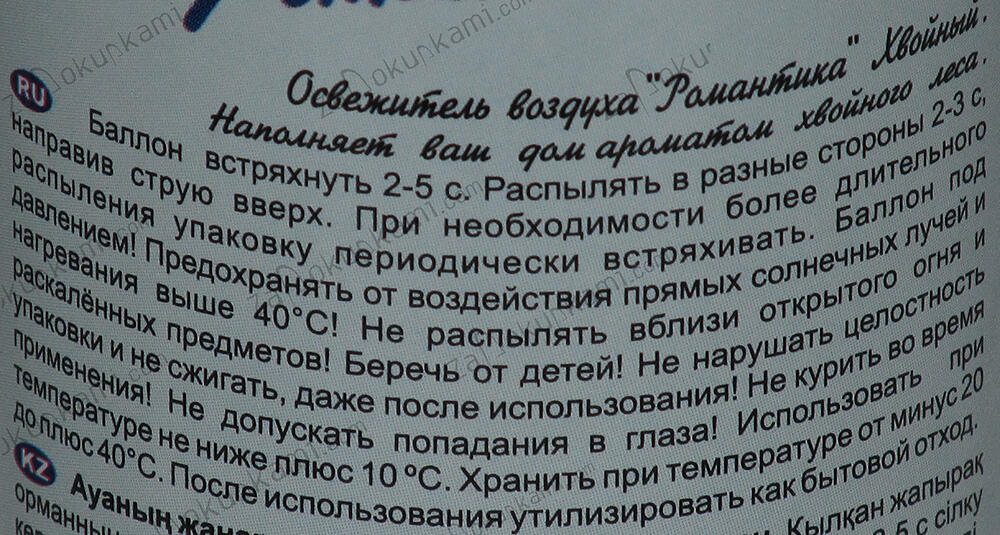 RU Освежитель воздуха "Романтика" Хвойный.
Наполняет ваш дом ароматом хвойного леса.
Баллон встряхнуть 2-5 с. Распылять в разные стороны 2-3 с,
направив струю вверх. При необходимости более длительного
распыления упаковку периодически встряхивать. Баллон под
давлением! Предохранять от воздействия прямых солнечных лучей и
нагревания выше 40°С! Не распылять вблизи открытого огня и
раскалённых предметов! Беречь от детей! Не нарушать целостность
упаковки и не сжигать, даже после использования! Не курить во время
применения! Не допускать попадания в глаза! Использовать при
температуре не ниже плюс 10 ºС. Хранить при температуре от минус 20
до плюс 40°С. После использования утилизировать как бытовой отход.
KZ Ауаның Қылқан жапырак
с сілку